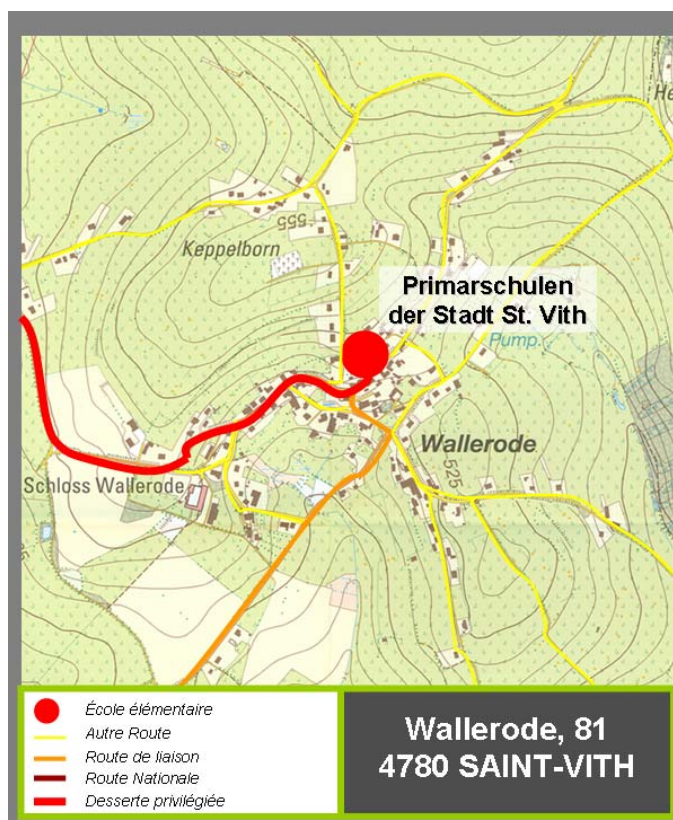 He
555
Keppelborn
Primarschulen
der Stadt St. Vith
Pump.
Wallerode
525
Schloss Wallerode
École élémentaire
Autre Route
Route de liaison
Route Nationale
Desserte privilégiée
Wallerode, 81
4780 SAINT-VITH